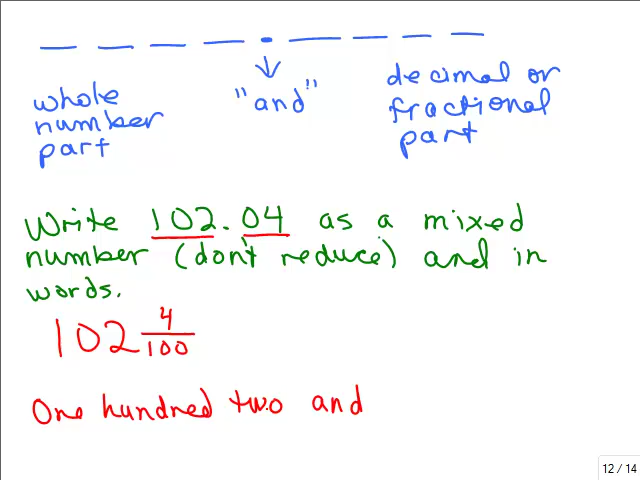 whole number part
"and"
decimal or fractional part
Write 102.04 as a mixed
number (don't reduce) and in
words.
102 4/100
One hundred two and
12 / 14